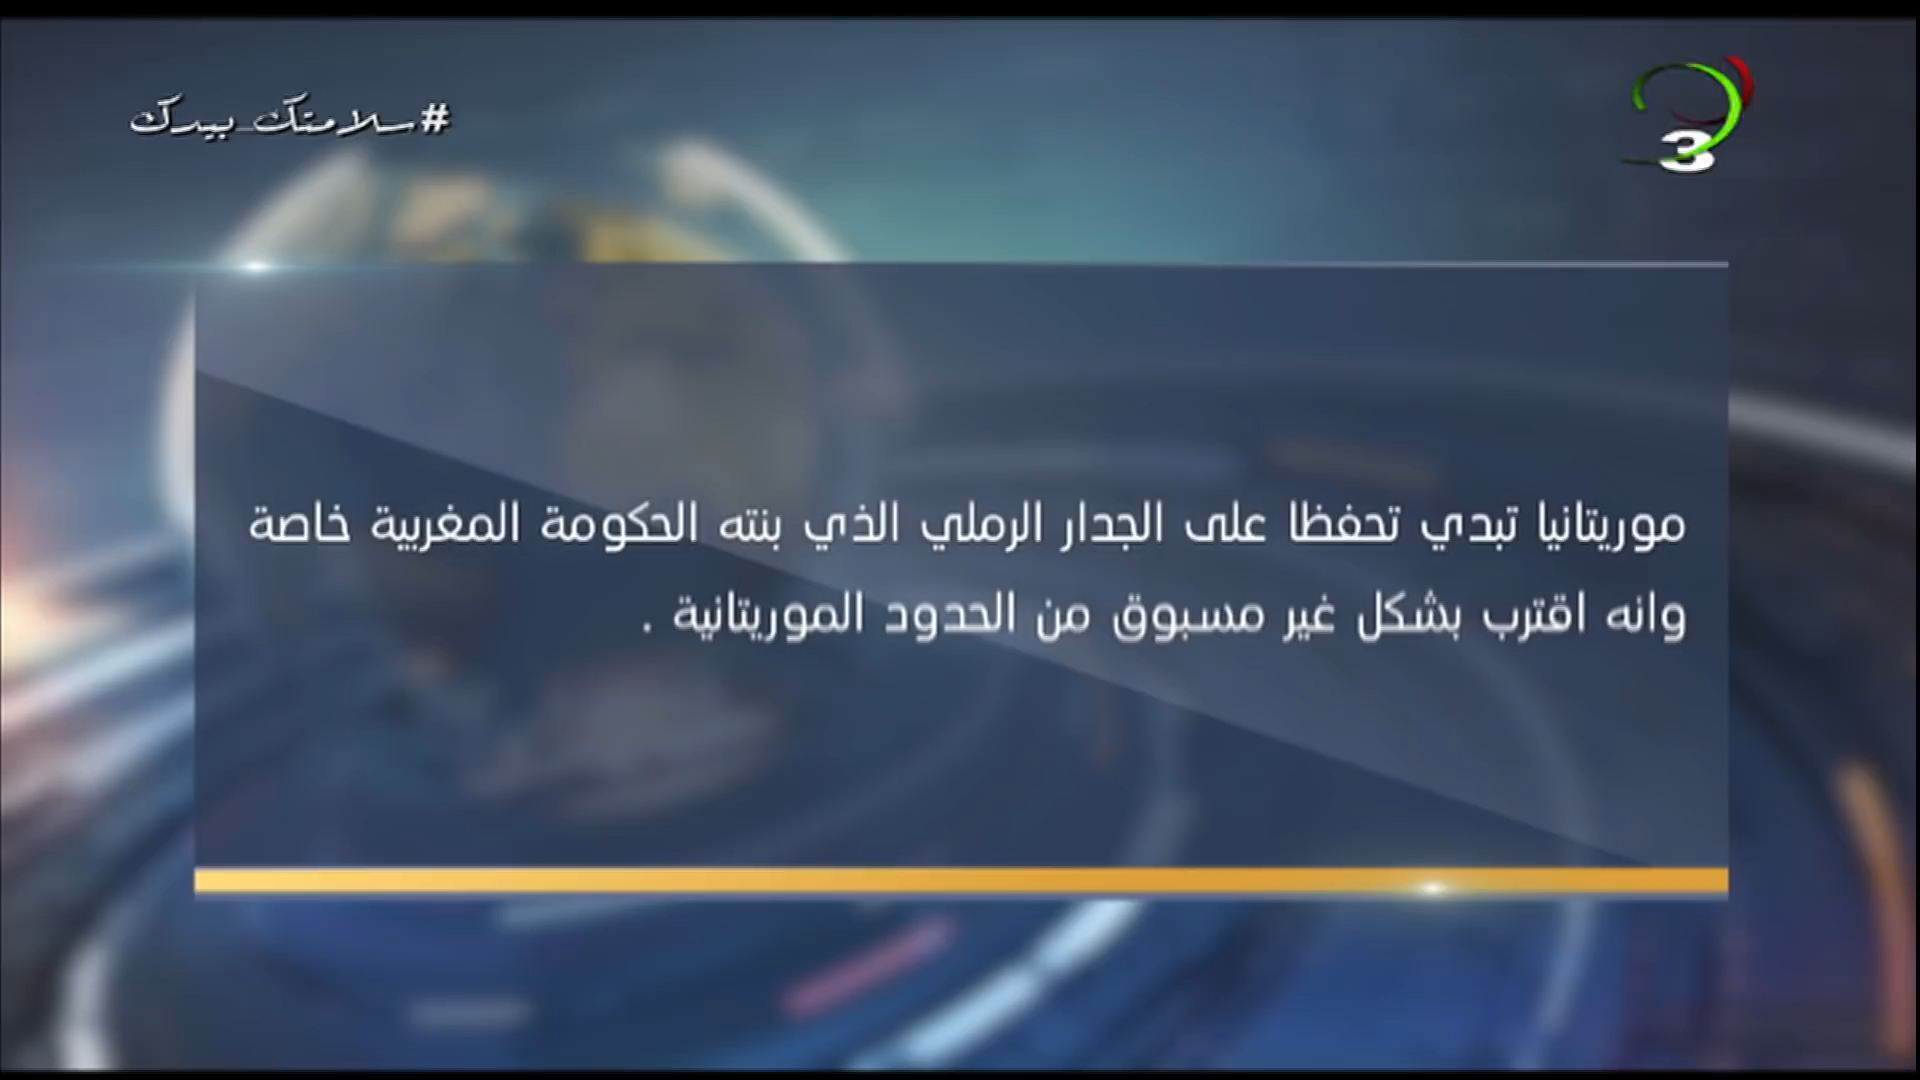 #سلامتك_بيدك
3
موريتانيا تبدي تحفظا على الجدار الرملي الذي بنته الحكومة المغربية خاصة
وانه اقترب بشكل غير مسبوق من الحدود الموريتانية .